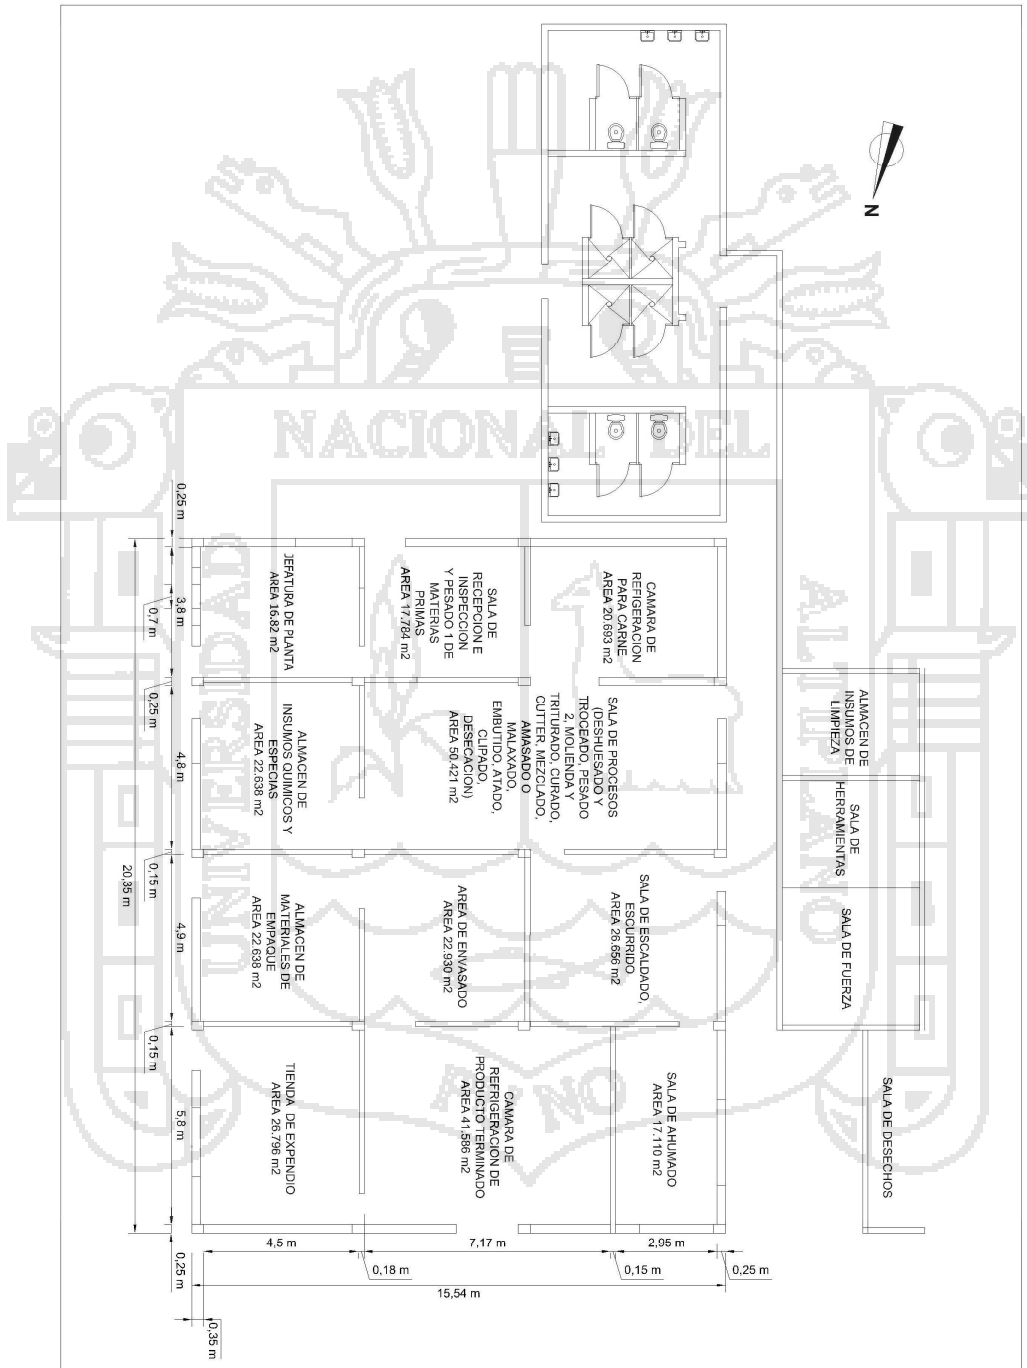 N
NACIONAL DEL
UNIVERSIDAD
ALTIPLANO
PUNO
JEFATURA DE PLANTA
AREA 16.82 m2
SALA DE
RECEPCION E
INSPECCION
Y PESADO 1 DE
MATERIAS
PRIMAS
AREA 17.784 m2
CAMARA DE
REFIGERACION
PARA CARNE
AREA 20.693 m2
ALMACEN DE
INSUMOS QUIMICOS Y
ESPECIAS
AREA 22.638 m2
SALA DE PROCESOS
(DESHUESADO Y
TROCEADO, PESADO
2, MOLIENDA Y
TRITURADO, CURADO,
CUTTER, MEZCLADO,
AMASADO O
MALAXADO,
EMBUTIDO, ATADO,
CLIPADO,
DESECACION)
AREA 50.421 m2
ALMACEN DE
MATERIALES DE
EMPAQUE
AREA 22.638 m2
AREA DE ENVASADO
AREA 22.930 m2
SALA DE ESCALDADO,
ESCURRIDO
AREA 26.656 m2
TIENDA DE EXPENDIO
AREA 26.796 m2
CAMARA DE
REFRIGERACION DE
PRODUCTO TERMINADO
AREA 41.586 m2
SALA DE AHUMADO
AREA 17.110 m2
ALMACEN DE
INSUMOS DE
LIMPIEZA
SALA DE
HERRAMIENTAS
SALA DE FUERZA
SALA DE DESECHOS
0,25 m
3,8 m
0,7 m
0,25 m
4,8 m
0,15 m
4,9 m
0,15 m
5,8 m
0,25 m
20,35 m
4,5 m
0,18 m
7,17 m
0,15 m
2,95 m
0,25 m
15,54 m
0,35 m